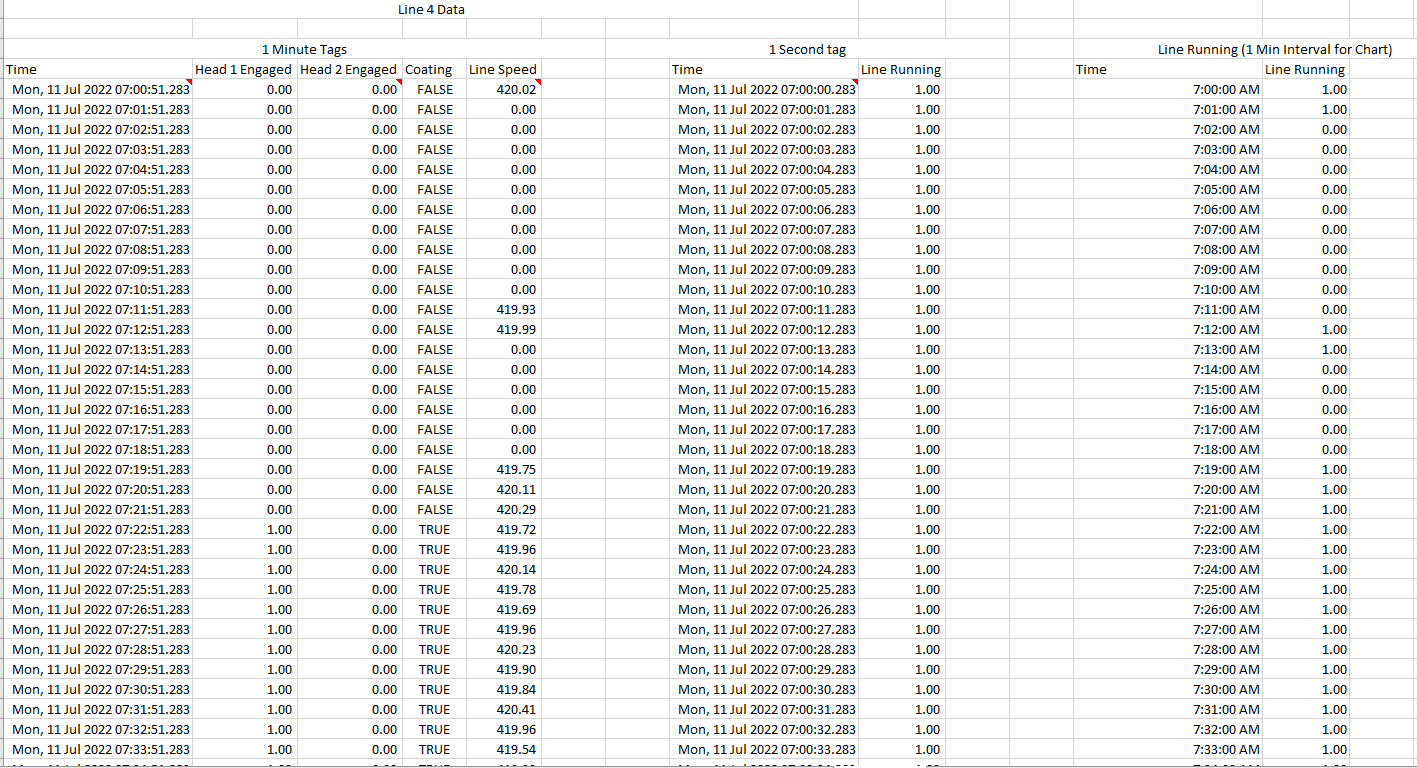 Line 4 Data
1 Minute Tags 1 Second tag Line Running (1 Min Interval for Chart)
Time Head 1 Engaged Head 2 Engaged Coating Line Speed Time Line Running Time Line Running
Mon, 11 Jul 2022 07:00:51.283 0.00 0.00 FALSE 420.02 Mon, 11 Jul 2022 07:00:00.283 1.00 7:00:00 AM 1.00
Mon, 11 Jul 2022 07:01:51.283 0.00 0.00 FALSE 0.00 Mon, 11 Jul 2022 07:00:01.283 1.00 7:01:00 AM 1.00
Mon, 11 Jul 2022 07:02:51.283 0.00 0.00 FALSE 0.00 Mon, 11 Jul 2022 07:00:02.283 1.00 7:02:00 AM 0.00
Mon, 11 Jul 2022 07:03:51.283 0.00 0.00 FALSE 0.00 Mon, 11 Jul 2022 07:00:03.283 1.00 7:03:00 AM 0.00
Mon, 11 Jul 2022 07:04:51.283 0.00 0.00 FALSE 0.00 Mon, 11 Jul 2022 07:00:04.283 1.00 7:04:00 AM 0.00
Mon, 11 Jul 2022 07:05:51.283 0.00 0.00 FALSE 0.00 Mon, 11 Jul 2022 07:00:05.283 1.00 7:05:00 AM 0.00
Mon, 11 Jul 2022 07:06:51.283 0.00 0.00 FALSE 0.00 Mon, 11 Jul 2022 07:00:06.283 1.00 7:06:00 AM 0.00
Mon, 11 Jul 2022 07:07:51.283 0.00 0.00 FALSE 0.00 Mon, 11 Jul 2022 07:00:07.283 1.00 7:07:00 AM 0.00
Mon, 11 Jul 2022 07:08:51.283 0.00 0.00 FALSE 0.00 Mon, 11 Jul 2022 07:00:08.283 1.00 7:08:00 AM 0.00
Mon, 11 Jul 2022 07:09:51.283 0.00 0.00 FALSE 0.00 Mon, 11 Jul 2022 07:00:09.283 1.00 7:09:00 AM 0.00
Mon, 11 Jul 2022 07:10:51.283 0.00 0.00 FALSE 0.00 Mon, 11 Jul 2022 07:00:10.283 1.00 7:10:00 AM 0.00
Mon, 11 Jul 2022 07:11:51.283 0.00 0.00 FALSE 419.93 Mon, 11 Jul 2022 07:00:11.283 1.00 7:11:00 AM 0.00
Mon, 11 Jul 2022 07:12:51.283 0.00 0.00 FALSE 419.99 Mon, 11 Jul 2022 07:00:12.283 1.00 7:12:00 AM 1.00
Mon, 11 Jul 2022 07:13:51.283 0.00 0.00 FALSE 0.00 Mon, 11 Jul 2022 07:00:13.283 1.00 7:13:00 AM 1.00
Mon, 11 Jul 2022 07:14:51.283 0.00 0.00 FALSE 0.00 Mon, 11 Jul 2022 07:00:14.283 1.00 7:14:00 AM 0.00
Mon, 11 Jul 2022 07:15:51.283 0.00 0.00 FALSE 0.00 Mon, 11 Jul 2022 07:00:15.283 1.00 7:15:00 AM 0.00
Mon, 11 Jul 2022 07:16:51.283 0.00 0.00 FALSE 0.00 Mon, 11 Jul 2022 07:00:16.283 1.00 7:16:00 AM 0.00
Mon, 11 Jul 2022 07:17:51.283 0.00 0.00 FALSE 0.00 Mon, 11 Jul 2022 07:00:17.283 1.00 7:17:00 AM 0.00
Mon, 11 Jul 2022 07:18:51.283 0.00 0.00 FALSE 0.00 Mon, 11 Jul 2022 07:00:18.283 1.00 7:18:00 AM 0.00
Mon, 11 Jul 2022 07:19:51.283 0.00 0.00 FALSE 419.75 Mon, 11 Jul 2022 07:00:19.283 1.00 7:19:00 AM 1.00
Mon, 11 Jul 2022 07:20:51.283 0.00 0.00 FALSE 420.11 Mon, 11 Jul 2022 07:00:20.283 1.00 7:20:00 AM 1.00
Mon, 11 Jul 2022 07:21:51.283 0.00 0.00 FALSE 420.29 Mon, 11 Jul 2022 07:00:21.283 1.00 7:21:00 AM 1.00
Mon, 11 Jul 2022 07:22:51.283 1.00 0.00 TRUE 419.72 Mon, 11 Jul 2022 07:00:22.283 1.00 7:22:00 AM 1.00
Mon, 11 Jul 2022 07:23:51.283 1.00 0.00 TRUE 419.96 Mon, 11 Jul 2022 07:00:23.283 1.00 7:23:00 AM 1.00
Mon, 11 Jul 2022 07:24:51.283 1.00 0.00 TRUE 420.14 Mon, 11 Jul 2022 07:00:24.283 1.00 7:24:00 AM 1.00
Mon, 11 Jul 2022 07:25:51.283 1.00 0.00 TRUE 419.78 Mon, 11 Jul 2022 07:00:25.283 1.00 7:25:00 AM 1.00
Mon, 11 Jul 2022 07:26:51.283 1.00 0.00 TRUE 419.69 Mon, 11 Jul 2022 07:00:26.283 1.00 7:26:00 AM 1.00
Mon, 11 Jul 2022 07:27:51.283 1.00 0.00 TRUE 419.96 Mon, 11 Jul 2022 07:00:27.283 1.00 7:27:00 AM 1.00
Mon, 11 Jul 2022 07:28:51.283 1.00 0.00 TRUE 420.23 Mon, 11 Jul 2022 07:00:28.283 1.00 7:28:00 AM 1.00
Mon, 11 Jul 2022 07:29:51.283 1.00 0.00 TRUE 419.90 Mon, 11 Jul 2022 07:00:29.283 1.00 7:29:00 AM 1.00
Mon, 11 Jul 2022 07:30:51.283 1.00 0.00 TRUE 419.84 Mon, 11 Jul 2022 07:00:30.283 1.00 7:30:00 AM 1.00
Mon, 11 Jul 2022 07:31:51.283 1.00 0.00 TRUE 420.41 Mon, 11 Jul 2022 07:00:31.283 1.00 7:31:00 AM 1.00
Mon, 11 Jul 2022 07:32:51.283 1.00 0.00 TRUE 419.96 Mon, 11 Jul 2022 07:00:32.283 1.00 7:32:00 AM 1.00
Mon, 11 Jul 2022 07:33:51.283 1.00 0.00 TRUE 419.54 Mon, 11 Jul 2022 07:00:33.283 1.00 7:33:00 AM 1.00